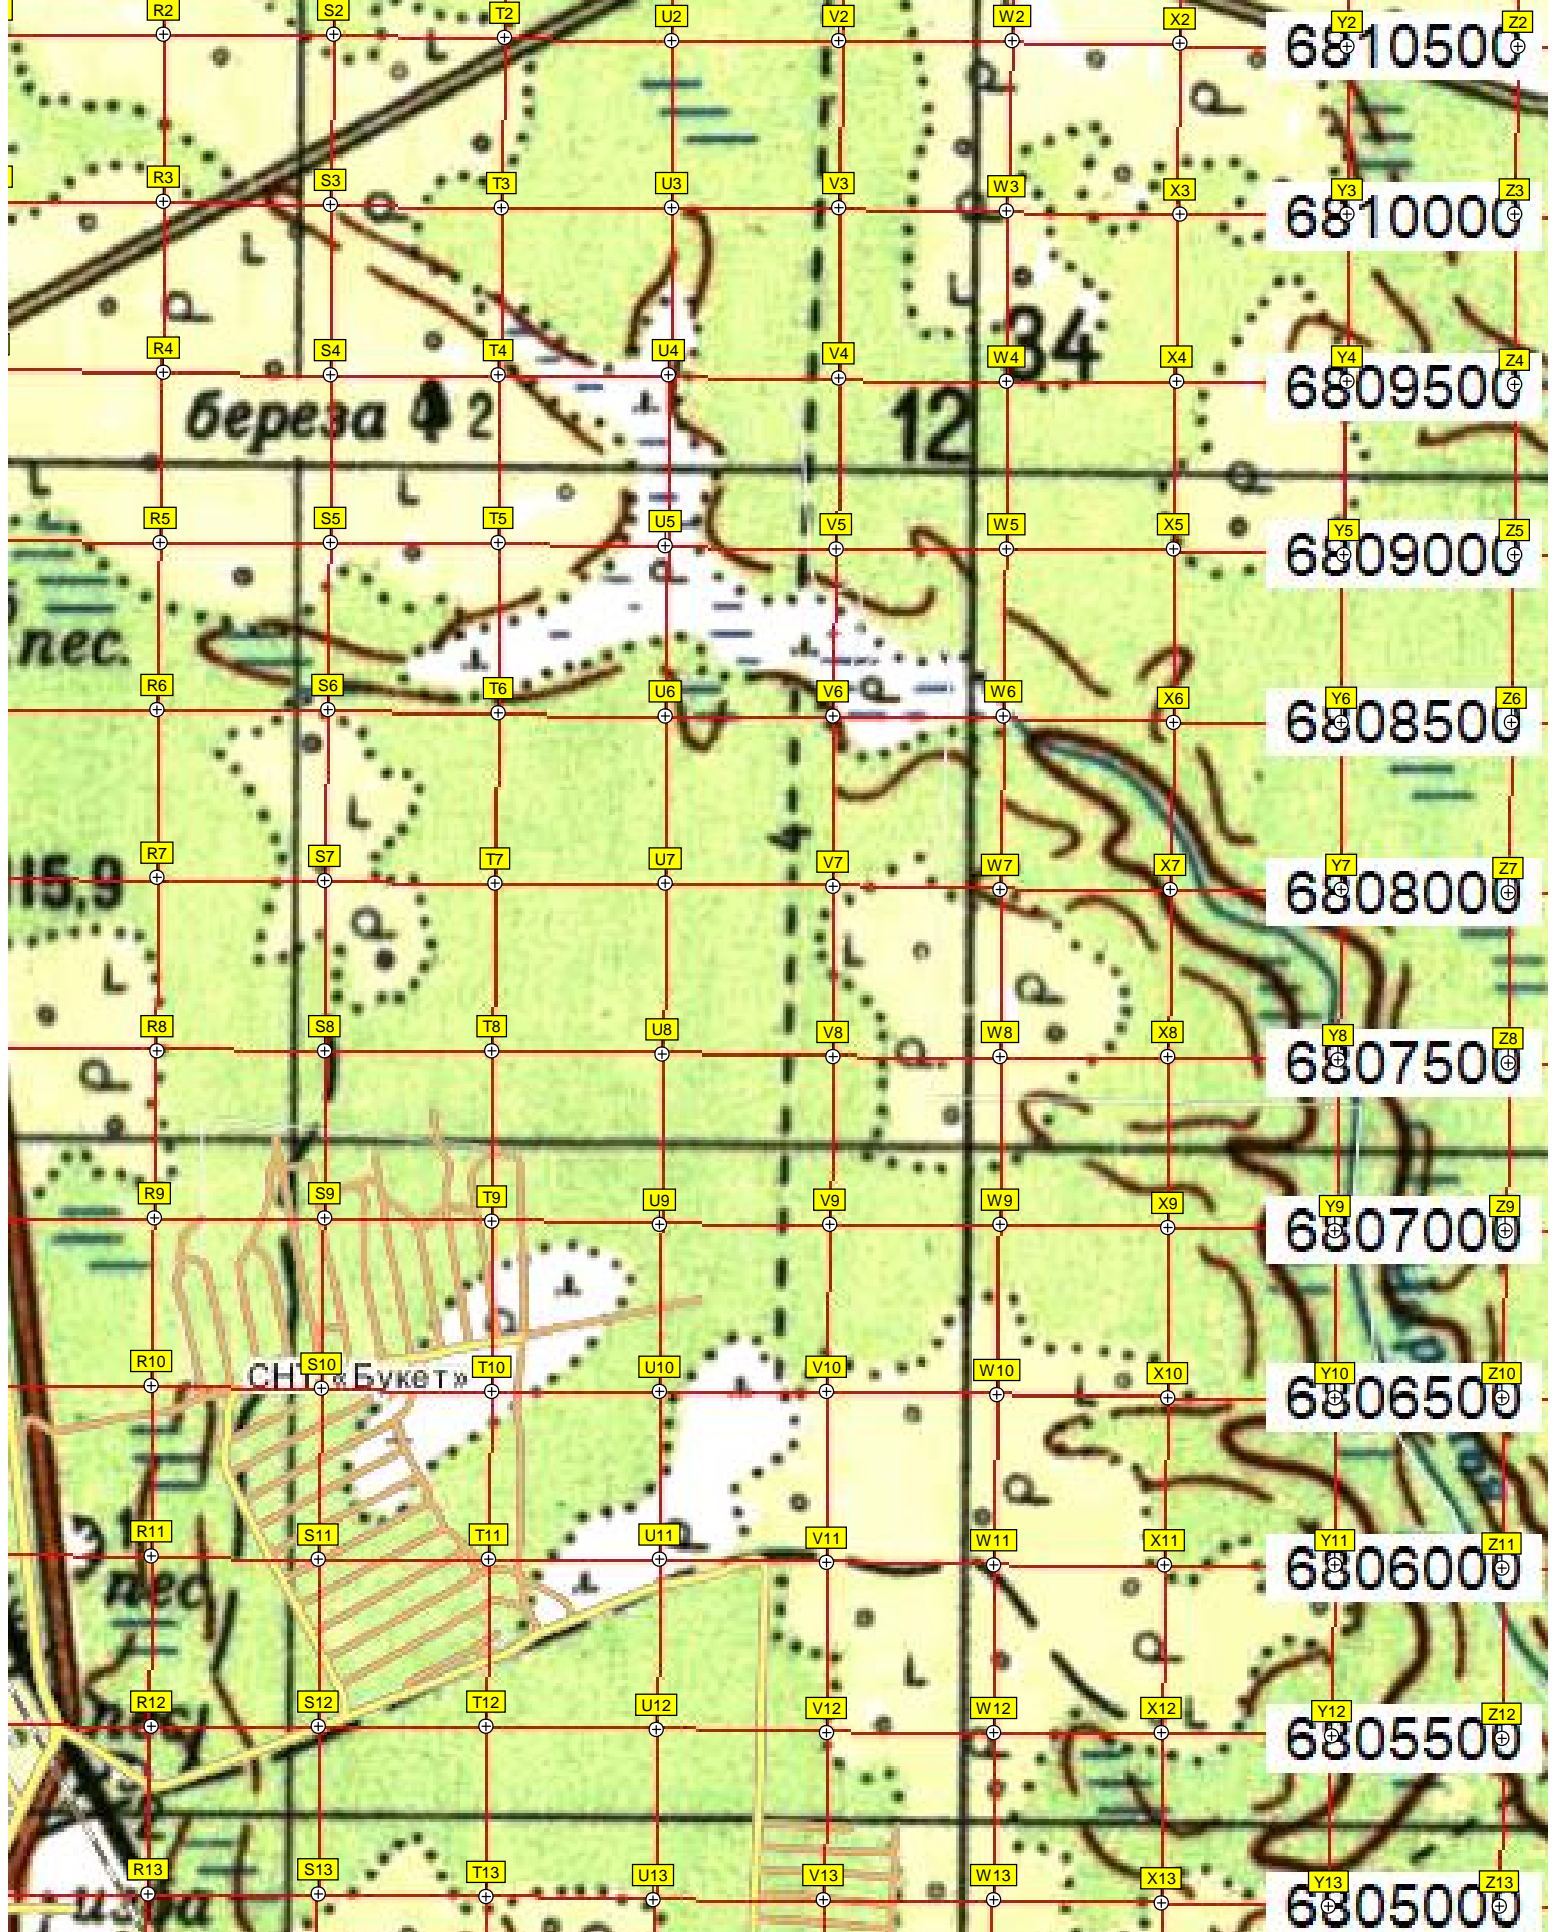 R2 S2 T2 U2 V2 W2 X2 Y2 Z2
6810500
R3 S3 T3 U3 V3 W3 X3 Y3 Z3
6810000
34
R4 S4 T4 U4 V4 W4 X4 Y4 Z4
6809500
береза 2
12
R5 S5 T5 U5 V5 W5 X5 Y5 Z5
6809000
пес.
R6 S6 T6 U6 V6 W6 X6 Y6 Z6
6808500
4
R7 S7 T7 U7 V7 W7 X7 Y7 Z7
115,9
6808000
R8 S8 T8 U8 V8 W8 X8 Y8 Z8
6807500
R9 S9 T9 U9 V9 W9 X9 Y9 Z9
6807000
R10 S10 T10 U10 V10 W10 X10 Y10 Z10
СНТ «Букет»
6806500
R11 S11 T11 U11 V11 W11 X11 Y11 Z11
6806000
пес.
R12 S12 T12 U12 V12 W12 X12 Y12 Z12
6805500
R13 S13 T13 U13 V13 W13 X13 Y13 Z13
изба
6805000